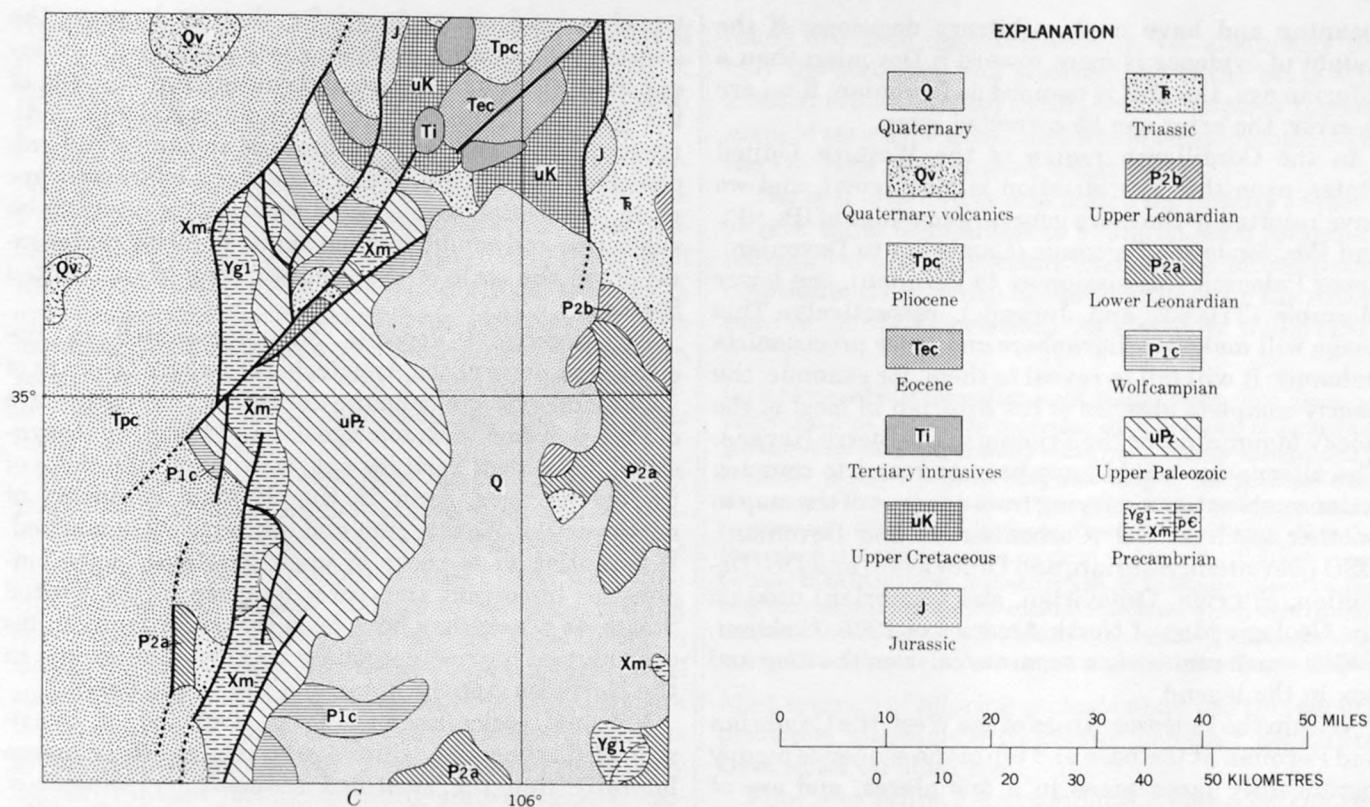 Qv
J
uK
Tpc
Tec
Ti
J
uK
Xm
Ꞃ
Qv
Yg1
Xm
P2b
35°
Xm
Tpc
uPz
P1c
P2a
Q
P2a
Xm
Xm
P1c
Yg1
P2a
C
106°
EXPLANATION
Q
Quaternary
Qv
Quaternary volcanics
Tpc
Pliocene
Tec
Eocene
Ti
Tertiary intrusives
uK
Upper Cretaceous
J
Jurassic
Ꞃ
Triassic
P2b
Upper Leonardian
P2a
Lower Leonardian
P1c
Wolfcampian
uPz
Upper Paleozoic
Yg1 p€
Xm
Precambrian
0 10 20 30 40 50 MILES
0 10 20 30 40 50 KILOMETRES